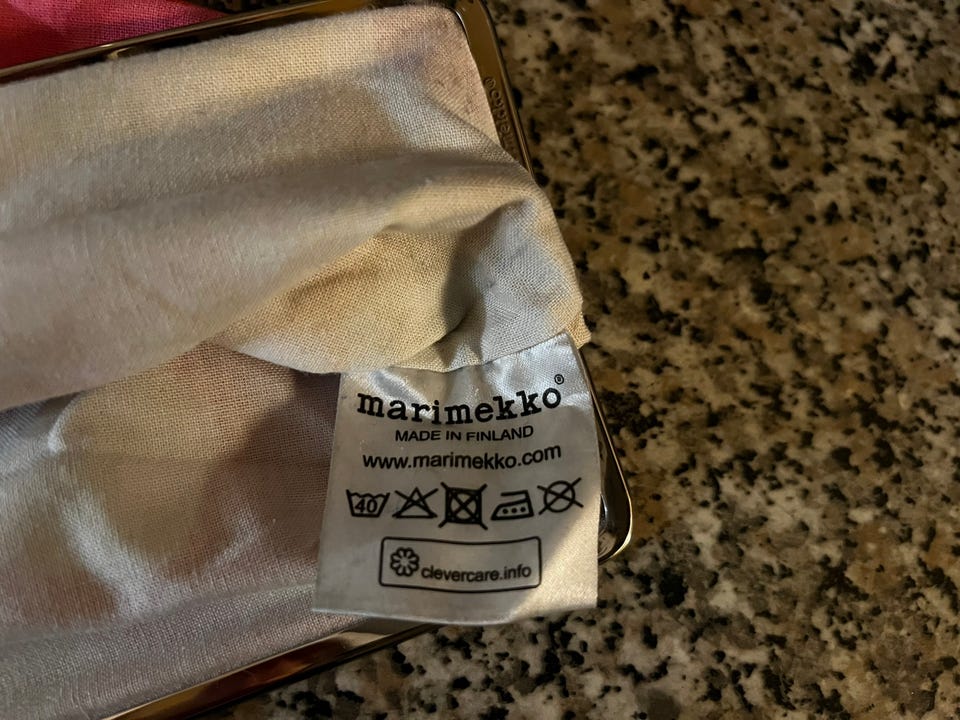 marimekko®
MADE IN FINLAND
www.marimekko.com
40
clevercare.info